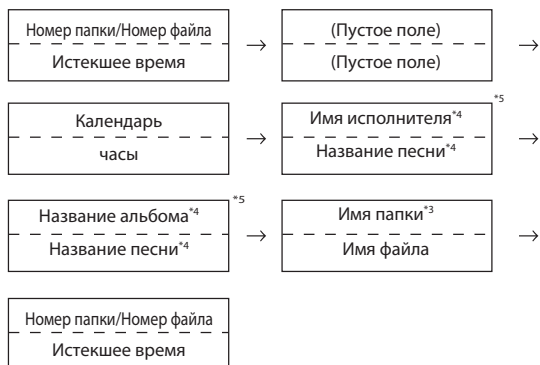 Номер папки/Номер файла
Истекшее время
→
(Пустое поле)
(Пустое поле)
→
Календарь
часы
→
Имя исполнителя*4
Название песни*4
*5
→
Название альбома*4
Название песни*4
*5
→
Имя папки*3
Имя файла
→
Номер папки/Номер файла
Истекшее время